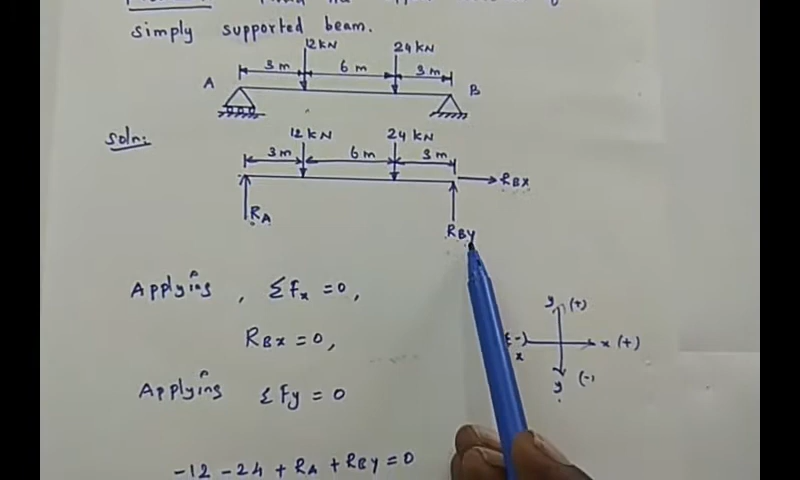 simply supported beam.
12 kN 24 kN
3 m 6 m 3 m
A B
Soln:
12 kN 24 kN
3 m 6 m 3 m
RBX
RA
RBY
Applying, ΣFx = 0,
y (+)
RBX = 0,
(-) x (+)
x
Applying ΣFy = 0
y (-)
-12 -24 + RA + RBY = 0